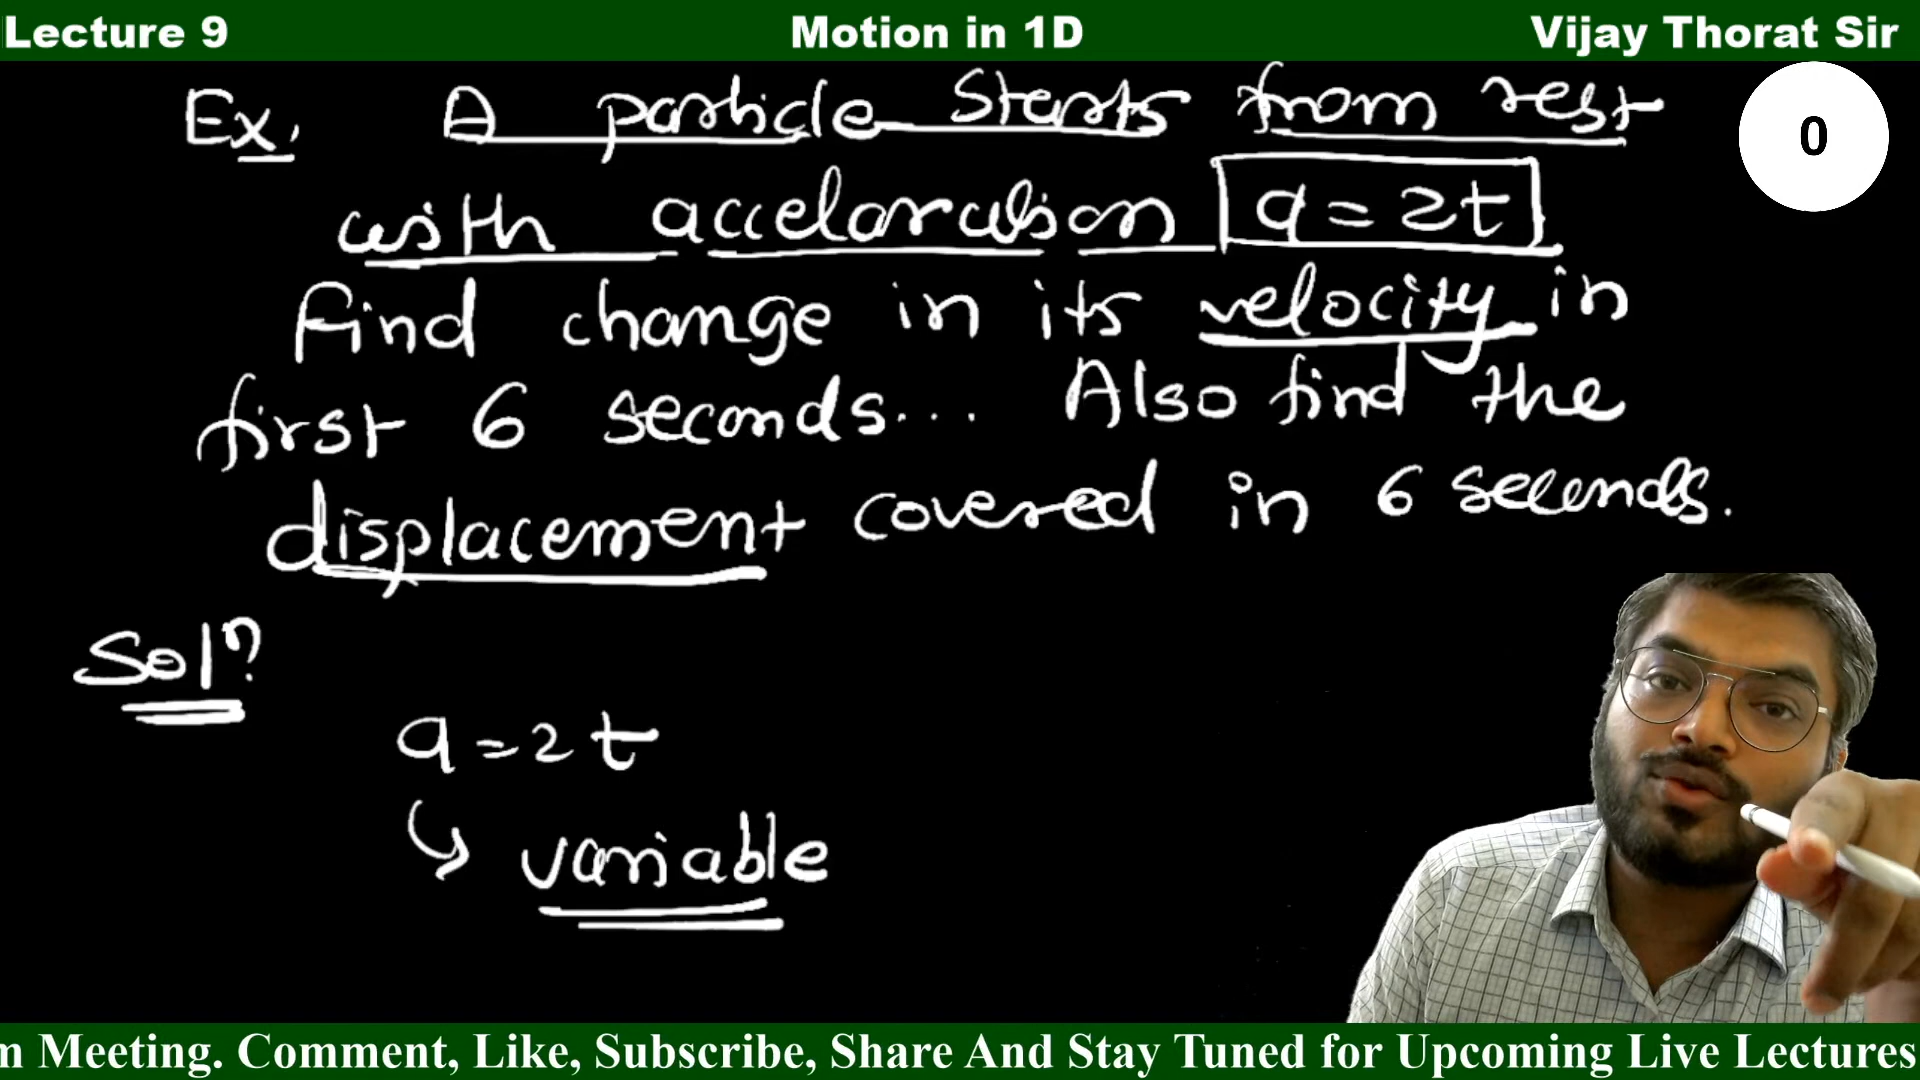 Lecture 9 Motion in 1D Vijay Thorat Sir
Ex. A particle starts from rest
0
with acceloration a = 2t
Find change in its velocity in
first 6 seconds... Also find the
displacement covered in 6 seconds.
Sol?
a = 2t
variable
m Meeting. Comment, Like, Subscribe, Share And Stay Tuned for Upcoming Live Lectures